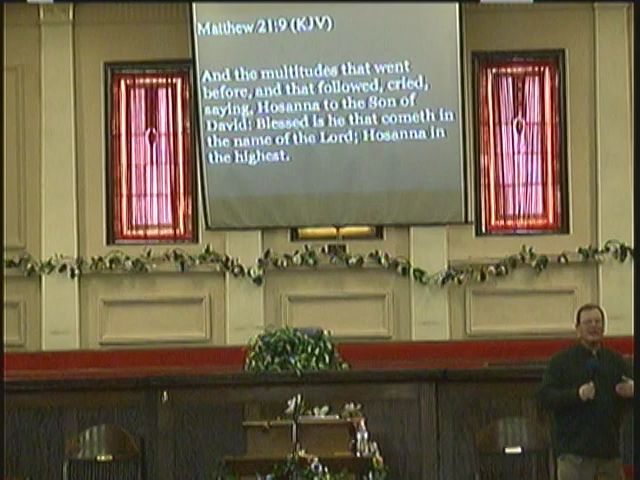 Matthew 21:9 (KJV)
And the multitudes that went
before, and that followed, cried,
saying, Hosanna to the Son of
David: Blessed is he that cometh in
the name of the Lord; Hosanna in
the highest.